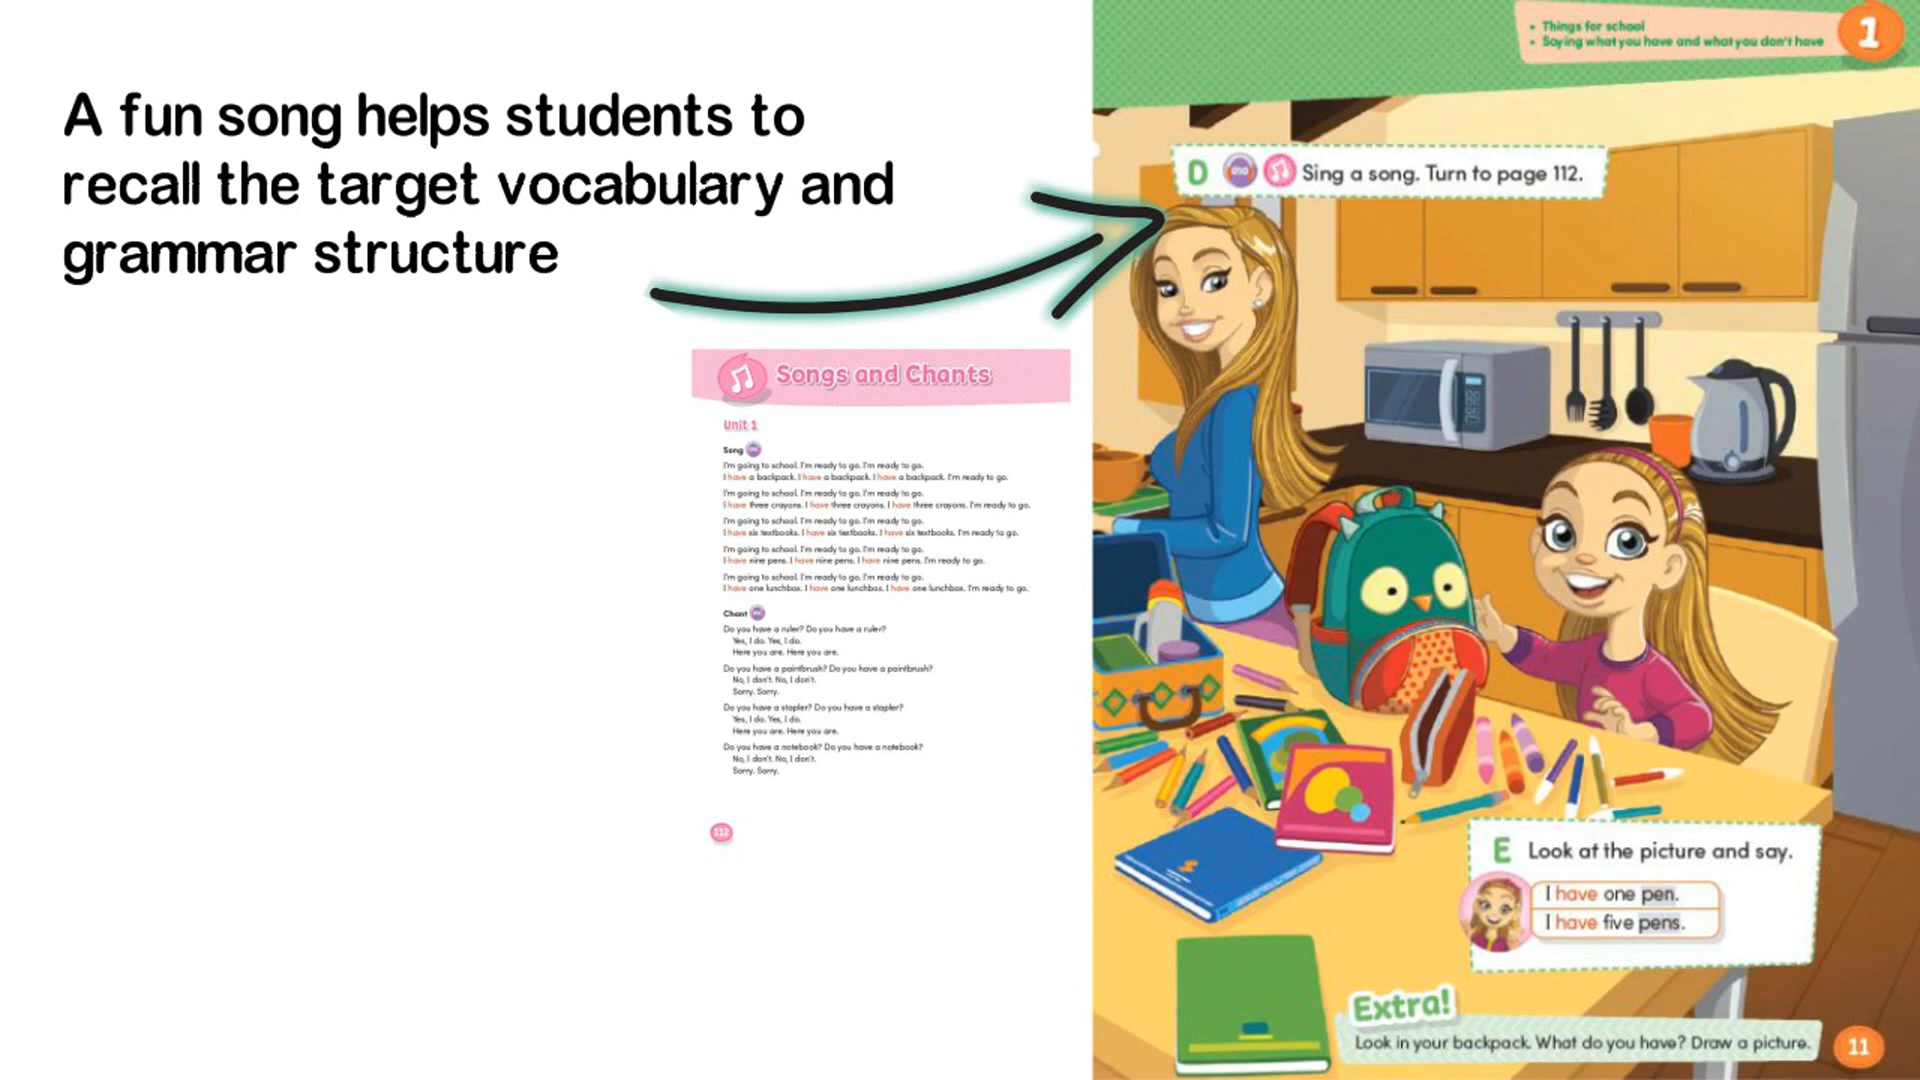 A fun song helps students to
recall the target vocabulary and
grammar structure
Songs and Chants
Unit 1
Song
I'm going to school. I'm ready to go. I'm ready to go.
I have a backpack. I have a backpack. I have a backpack. I'm ready to go.
I'm going to school. I'm ready to go. I'm ready to go.
I have three crayons. I have three crayons. I have three crayons. I'm ready to go.
I'm going to school. I'm ready to go. I'm ready to go.
I have six textbooks. I have six textbooks. I have six textbooks. I'm ready to go.
I'm going to school. I'm ready to go. I'm ready to go.
I have nine pens. I have nine pens. I have nine pens. I'm ready to go.
I'm going to school. I'm ready to go. I'm ready to go.
I have one lunchbox. I have one lunchbox. I have one lunchbox. I'm ready to go.
Chant
Do you have a ruler? Do you have a ruler?
Yes, I do. Yes, I do.
Here you are. Here you are.
Do you have a paintbrush? Do you have a paintbrush?
No, I don't. No, I don't.
Sorry. Sorry.
Do you have a stapler? Do you have a stapler?
Yes, I do. Yes, I do.
Here you are. Here you are.
Do you have a notebook? Do you have a notebook?
No, I don't. No, I don't.
Sorry. Sorry.
112
• Things for school
• Saying what you have and what you don't have
1
D 010 Sing a song. Turn to page 112.
E Look at the picture and say.
I have one pen.
I have five pens.
Extra!
Look in your backpack. What do you have? Draw a picture.
11